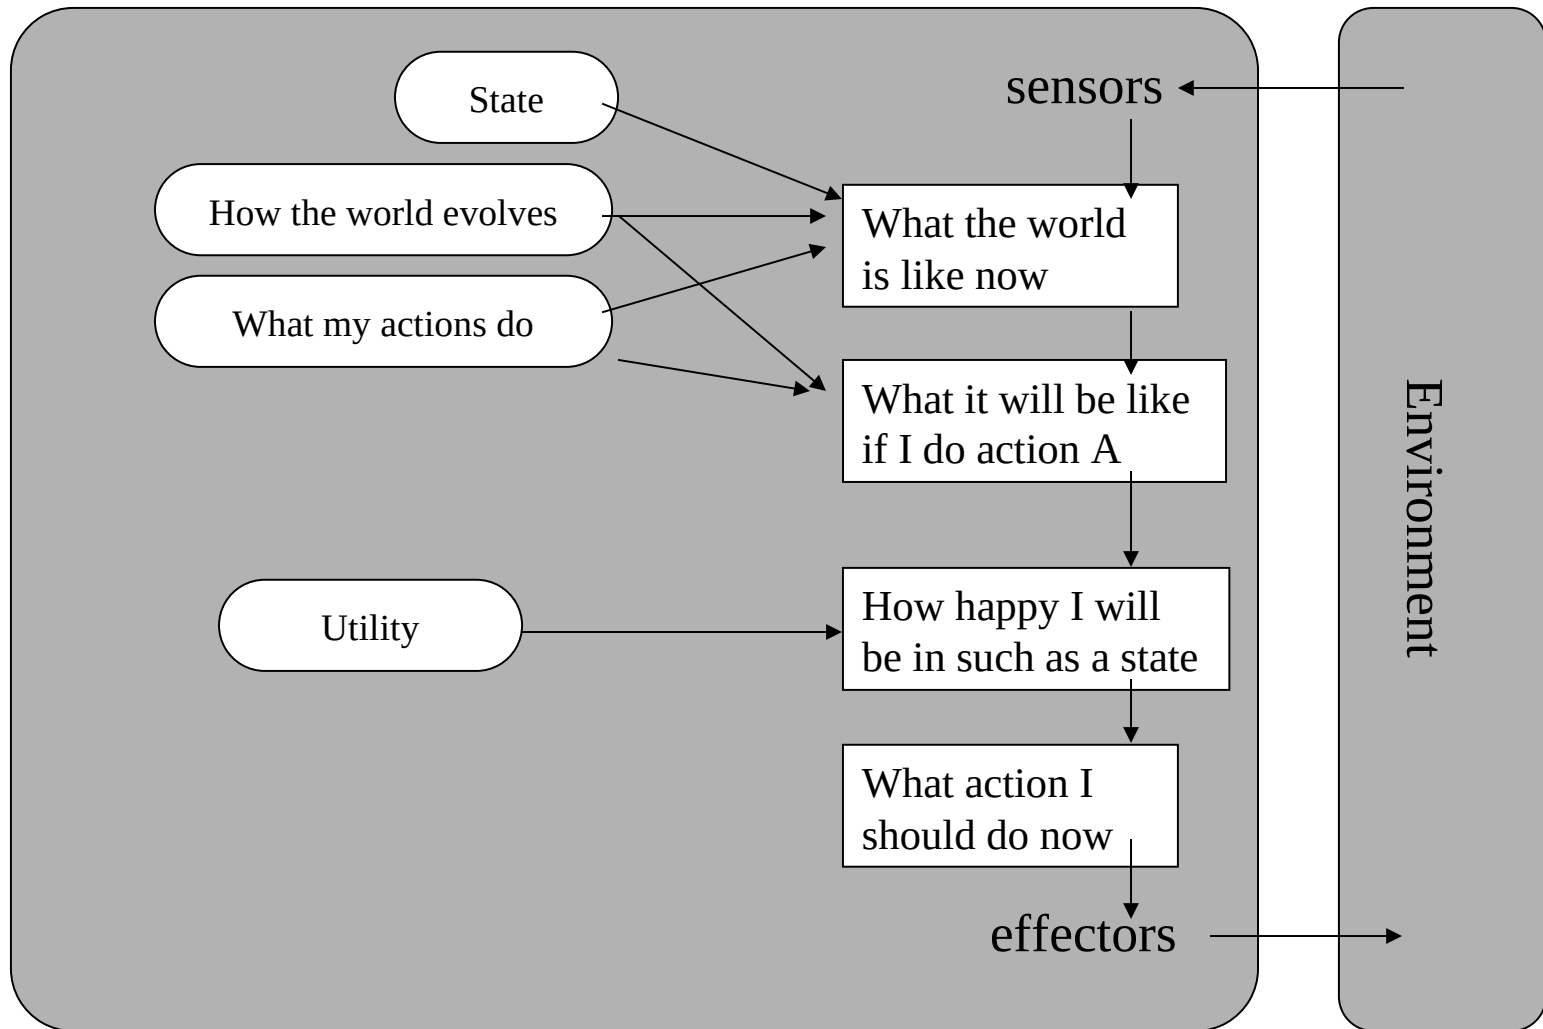 State
sensors
How the world evolves
What the world
is like now
What my actions do
What it will be like
if I do action A
Environment
Utility
How happy I will
be in such as a state
What action I
should do now
effectors